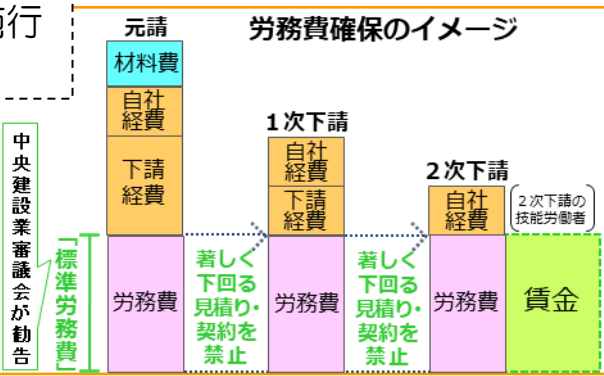 施行
労務費確保のイメージ
元請
材料費
自社
経費
下請
経費
労務費
1次下請
自社
経費
下請
経費
労務費
2次下請
自社
経費
労務費
(2次下請の
技能労働者)
賃金
著しく
下回る
見積り・
契約を
禁止
著しく
下回る
見積り・
契約を
禁止
中央建設業審議会が勧告
「標準労務費」